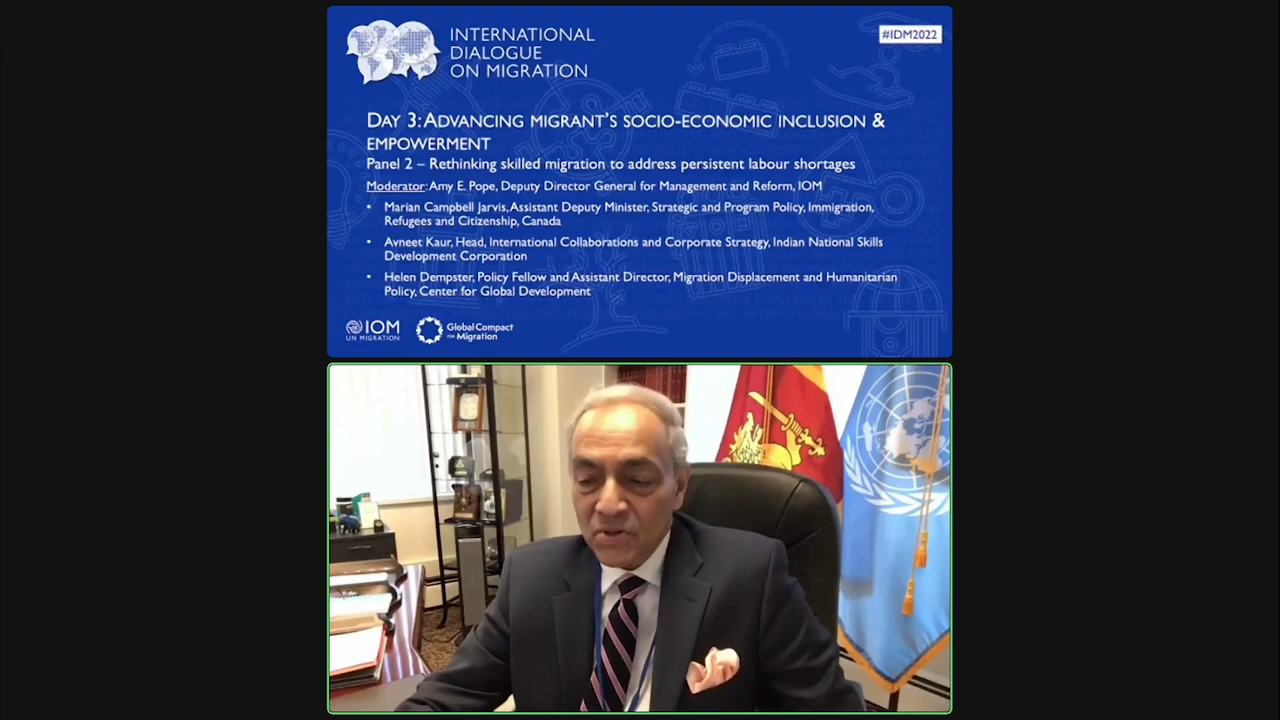 INTERNATIONAL
DIALOGUE
ON MIGRATION
#IDM2022
DAY 3: ADVANCING MIGRANT'S SOCIO-ECONOMIC INCLUSION &
EMPOWERMENT
Panel 2 – Rethinking skilled migration to address persistent labour shortages
Moderator: Amy E. Pope, Deputy Director General for Management and Reform, IOM
• Marian Campbell Jarvis, Assistant Deputy Minister, Strategic and Program Policy, Immigration,
Refugees and Citizenship, Canada
• Avneet Kaur, Head, International Collaborations and Corporate Strategy, Indian National Skills
Development Corporation
• Helen Dempster, Policy Fellow and Assistant Director, Migration Displacement and Humanitarian
Policy, Center for Global Development
IOM
UN MIGRATION
Global Compact
FOR Migration